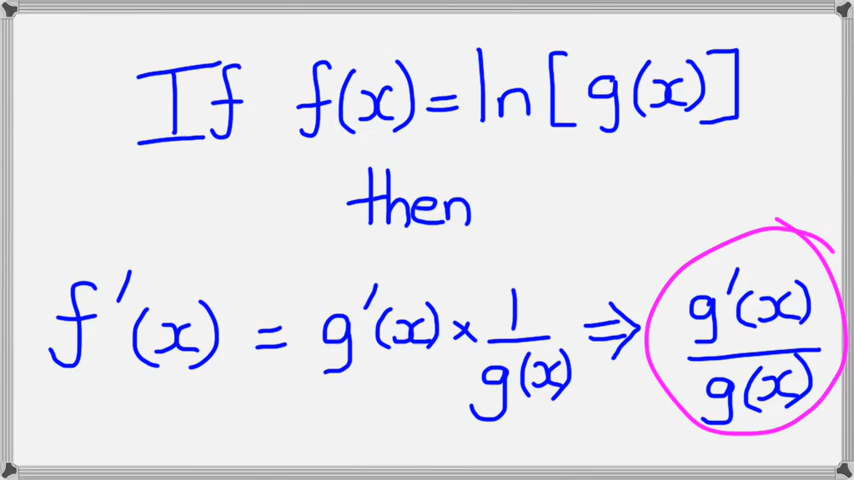 If f(x) = ln[g(x)]
then
f'(x) = g'(x) × 1/g(x) ⇒ g'(x)/g(x)